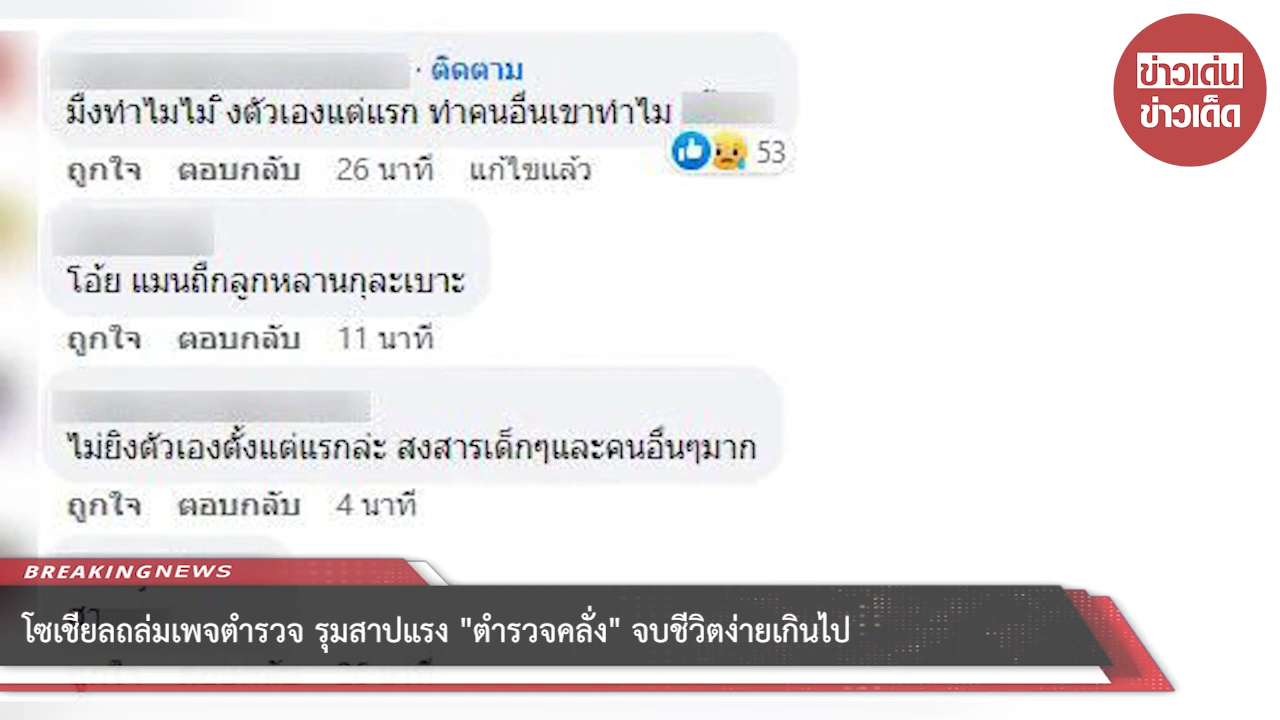 ข่าวเด่น
ข่าวเด็ด
· ติดตาม
มึงทำไมไม่ ิงตัวเองแต่แรก ทำคนอื่นเขาทำไม
53
ถูกใจ ตอบกลับ 26 นาที แก้ไขแล้ว
โอ้ย แมนถืกลูกหลานกุละเบาะ
ถูกใจ ตอบกลับ 11 นาที
ไม่ยิงตัวเองตั้งแต่แรกล่ะ สงสารเด็กๆและคนอื่นๆมาก
ถูกใจ ตอบกลับ 4 นาที
BREAKINGNEWS
โซเชียลถล่มเพจตำรวจ รุมสาปแรง "ตำรวจคลั่ง" จบชีวิตง่ายเกินไป